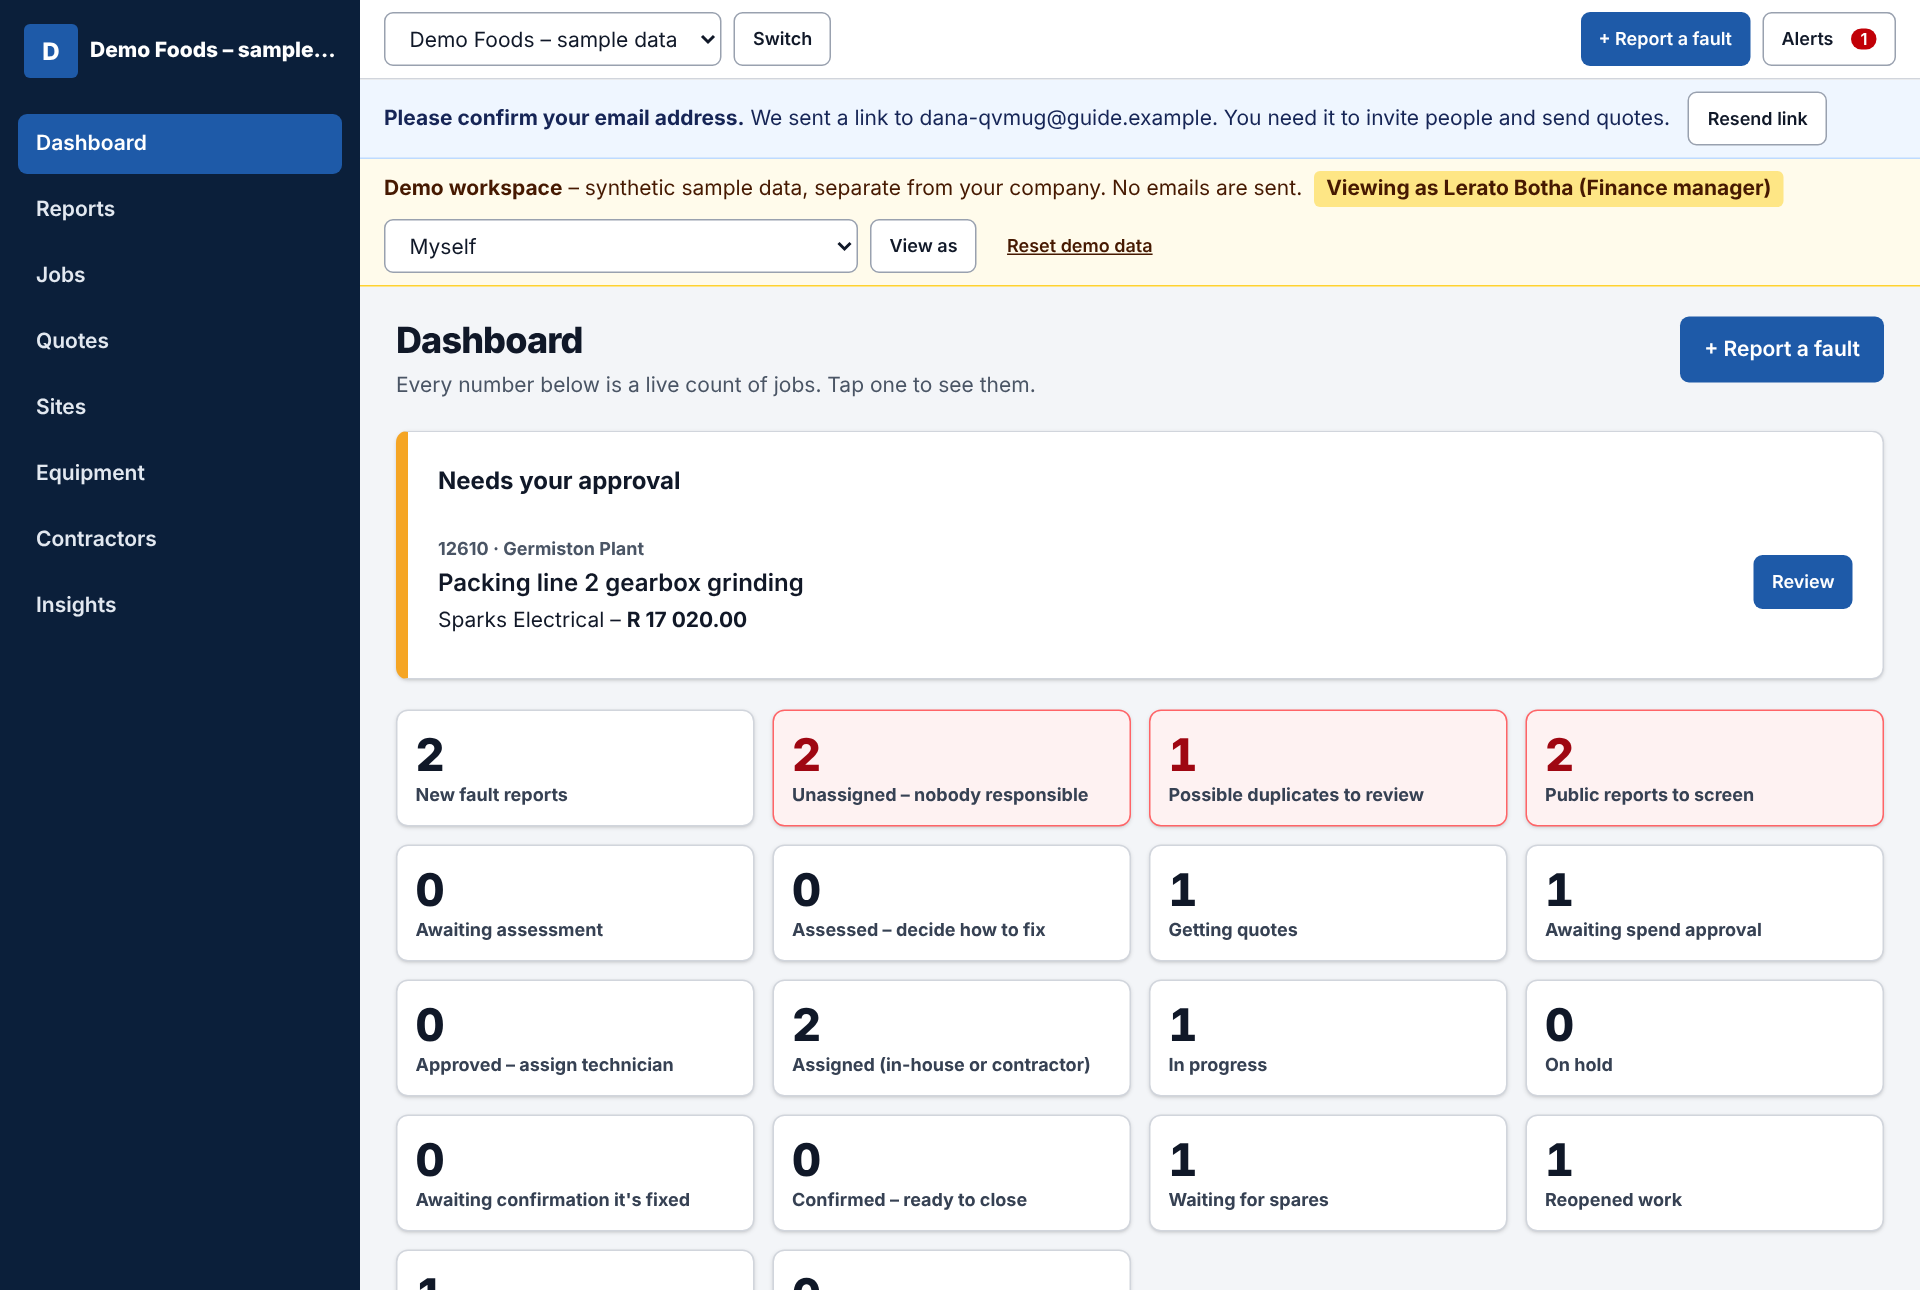 D
Demo Foods – sample...
Dashboard
Reports
Jobs
Quotes
Sites
Equipment
Contractors
Insights
Demo Foods – sample data
Switch
+ Report a fault
Alerts 1
Please confirm your email address. We sent a link to dana-qvmug@guide.example. You need it to invite people and send quotes.
Resend link
Demo workspace – synthetic sample data, separate from your company. No emails are sent.
Viewing as Lerato Botha (Finance manager)
Myself
View as
Reset demo data
Dashboard
Every number below is a live count of jobs. Tap one to see them.
+ Report a fault
Needs your approval
12610 · Germiston Plant
Packing line 2 gearbox grinding
Sparks Electrical – R 17 020.00
Review
2
New fault reports
2
Unassigned – nobody responsible
1
Possible duplicates to review
2
Public reports to screen
0
Awaiting assessment
0
Assessed – decide how to fix
1
Getting quotes
1
Awaiting spend approval
0
Approved – assign technician
2
Assigned (in-house or contractor)
1
In progress
0
On hold
0
Awaiting confirmation it's fixed
0
Confirmed – ready to close
1
Waiting for spares
1
Reopened work